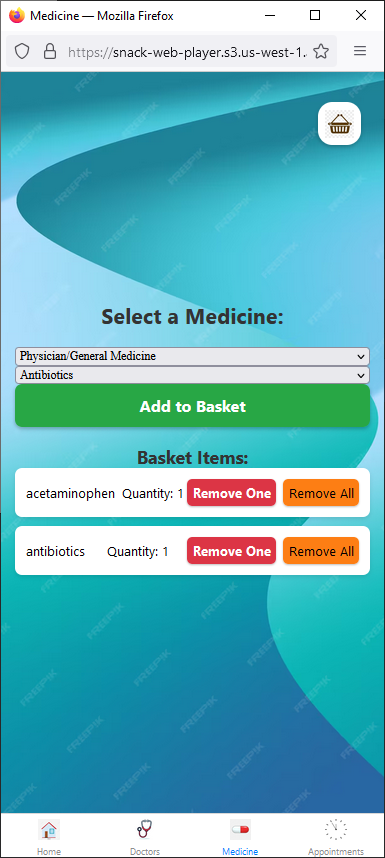 Medicine — Mozilla Firefox
https://snack-web-player.s3.us-west-1.
Select a Medicine:
Physician/General Medicine
Antibiotics
Add to Basket
Basket Items:
acetaminophen Quantity: 1 Remove One Remove All
antibiotics Quantity: 1 Remove One Remove All
Home Doctors Medicine Appointments